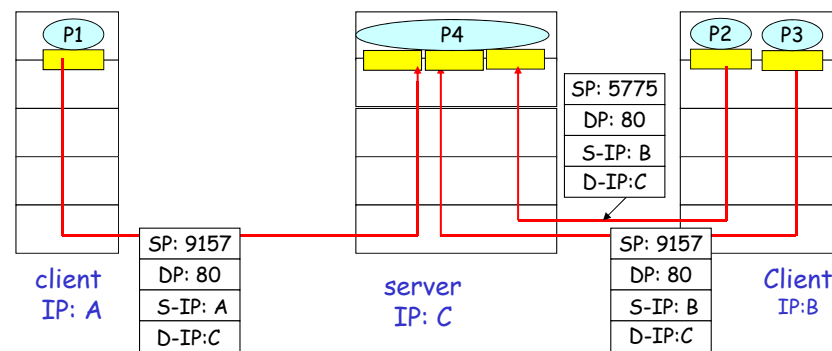 P1
P4
P2
P3
SP: 5775
DP: 80
S-IP: B
D-IP:C
SP: 9157
DP: 80
S-IP: A
D-IP:C
SP: 9157
DP: 80
S-IP: B
D-IP:C
client
IP: A
server
IP: C
Client
IP:B